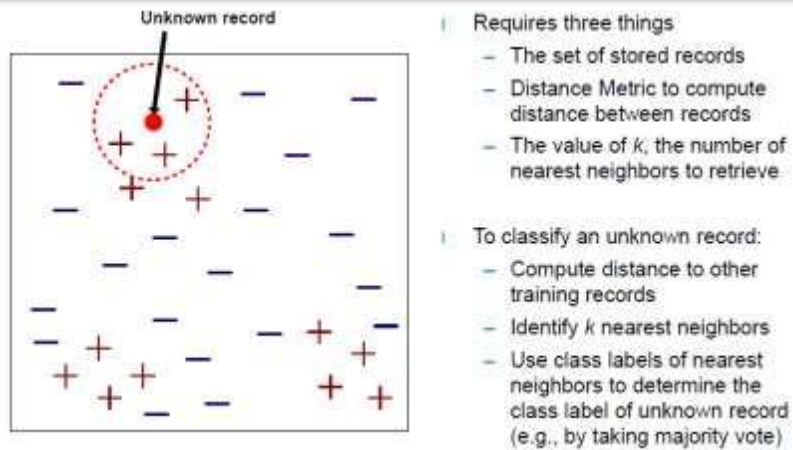 Unknown record
Requires three things
– The set of stored records
– Distance Metric to compute
distance between records
– The value of k, the number of
nearest neighbors to retrieve
To classify an unknown record:
– Compute distance to other
training records
– Identify k nearest neighbors
– Use class labels of nearest
neighbors to determine the
class label of unknown record
(e.g., by taking majority vote)